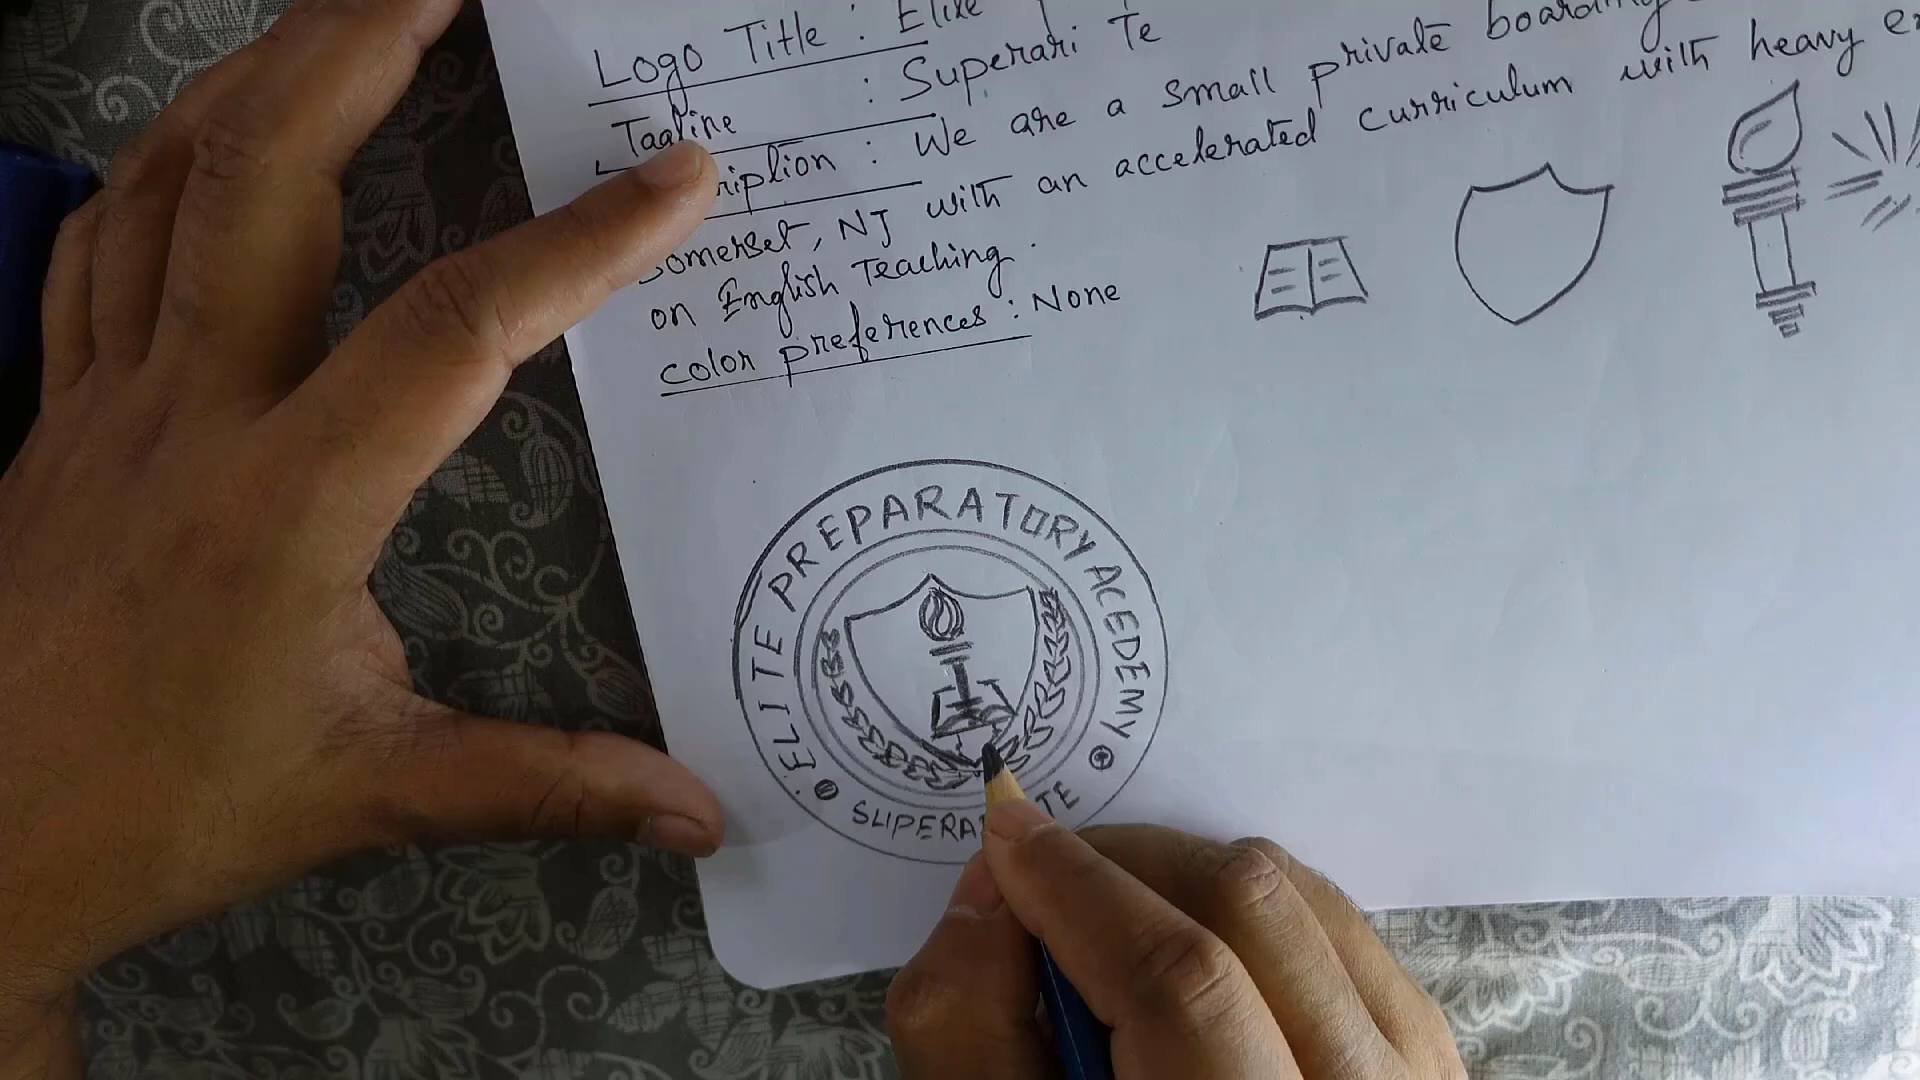 Logo Title : Elite
Tagline : Superari Te
ription : We are a small private boarding
Somerset, NJ with an accelerated curriculum with heavy
on English Teaching.
color preferences : None
ELITE PREPARATORY ACEDEMY
SUPERA TE